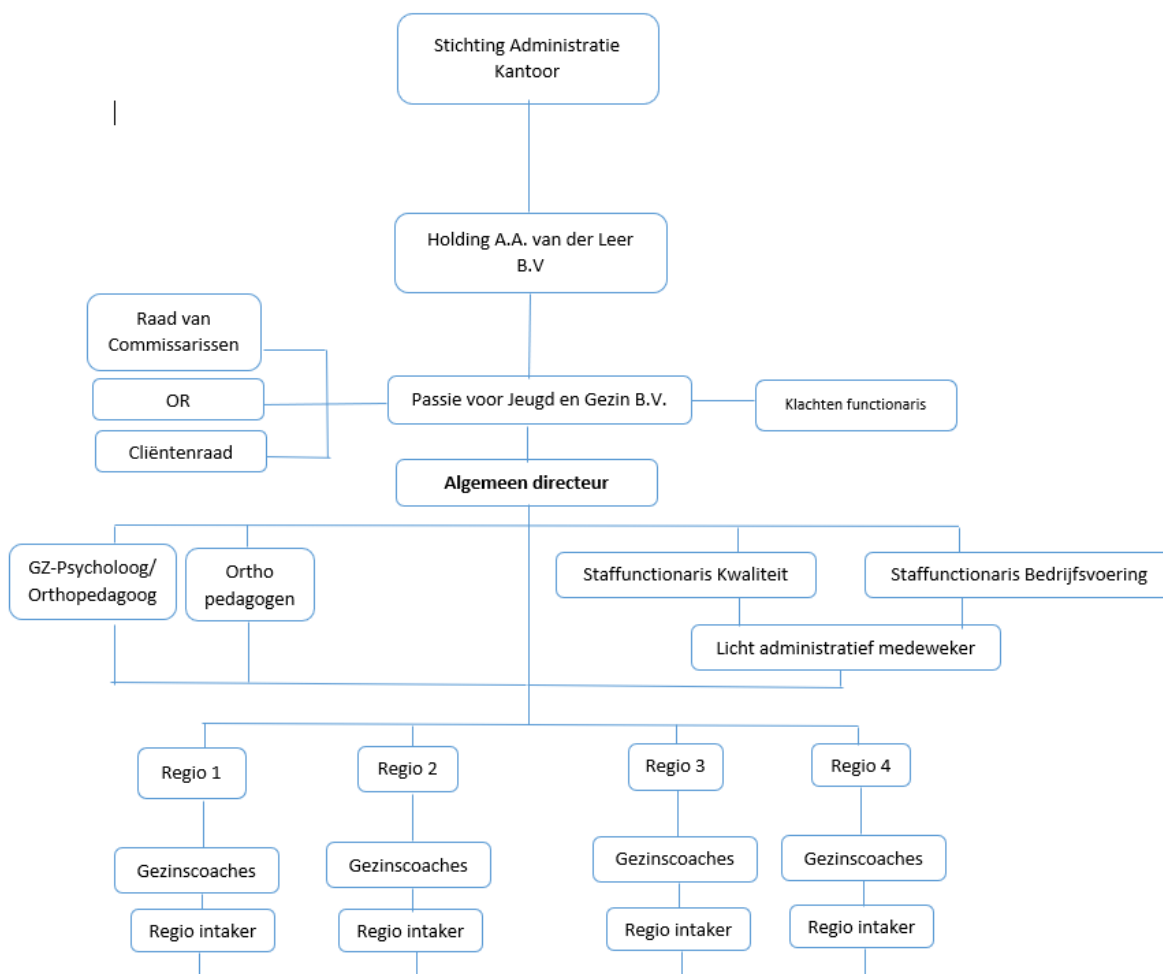 Stichting Administratie
Kantoor
Holding A.A. van der Leer
B.V
Raad van
Commissarissen
OR
Cliëntenraad
Passie voor Jeugd en Gezin B.V.
Klachten functionaris
Algemeen directeur
GZ-Psycholoog/
Orthopedagoog
Ortho
pedagogen
Staffunctionaris Kwaliteit
Staffunctionaris Bedrijfsvoering
Licht administratief medeweker
Regio 1
Regio 2
Regio 3
Regio 4
Gezinscoaches
Gezinscoaches
Gezinscoaches
Gezinscoaches
Regio intaker
Regio intaker
Regio intaker
Regio intaker